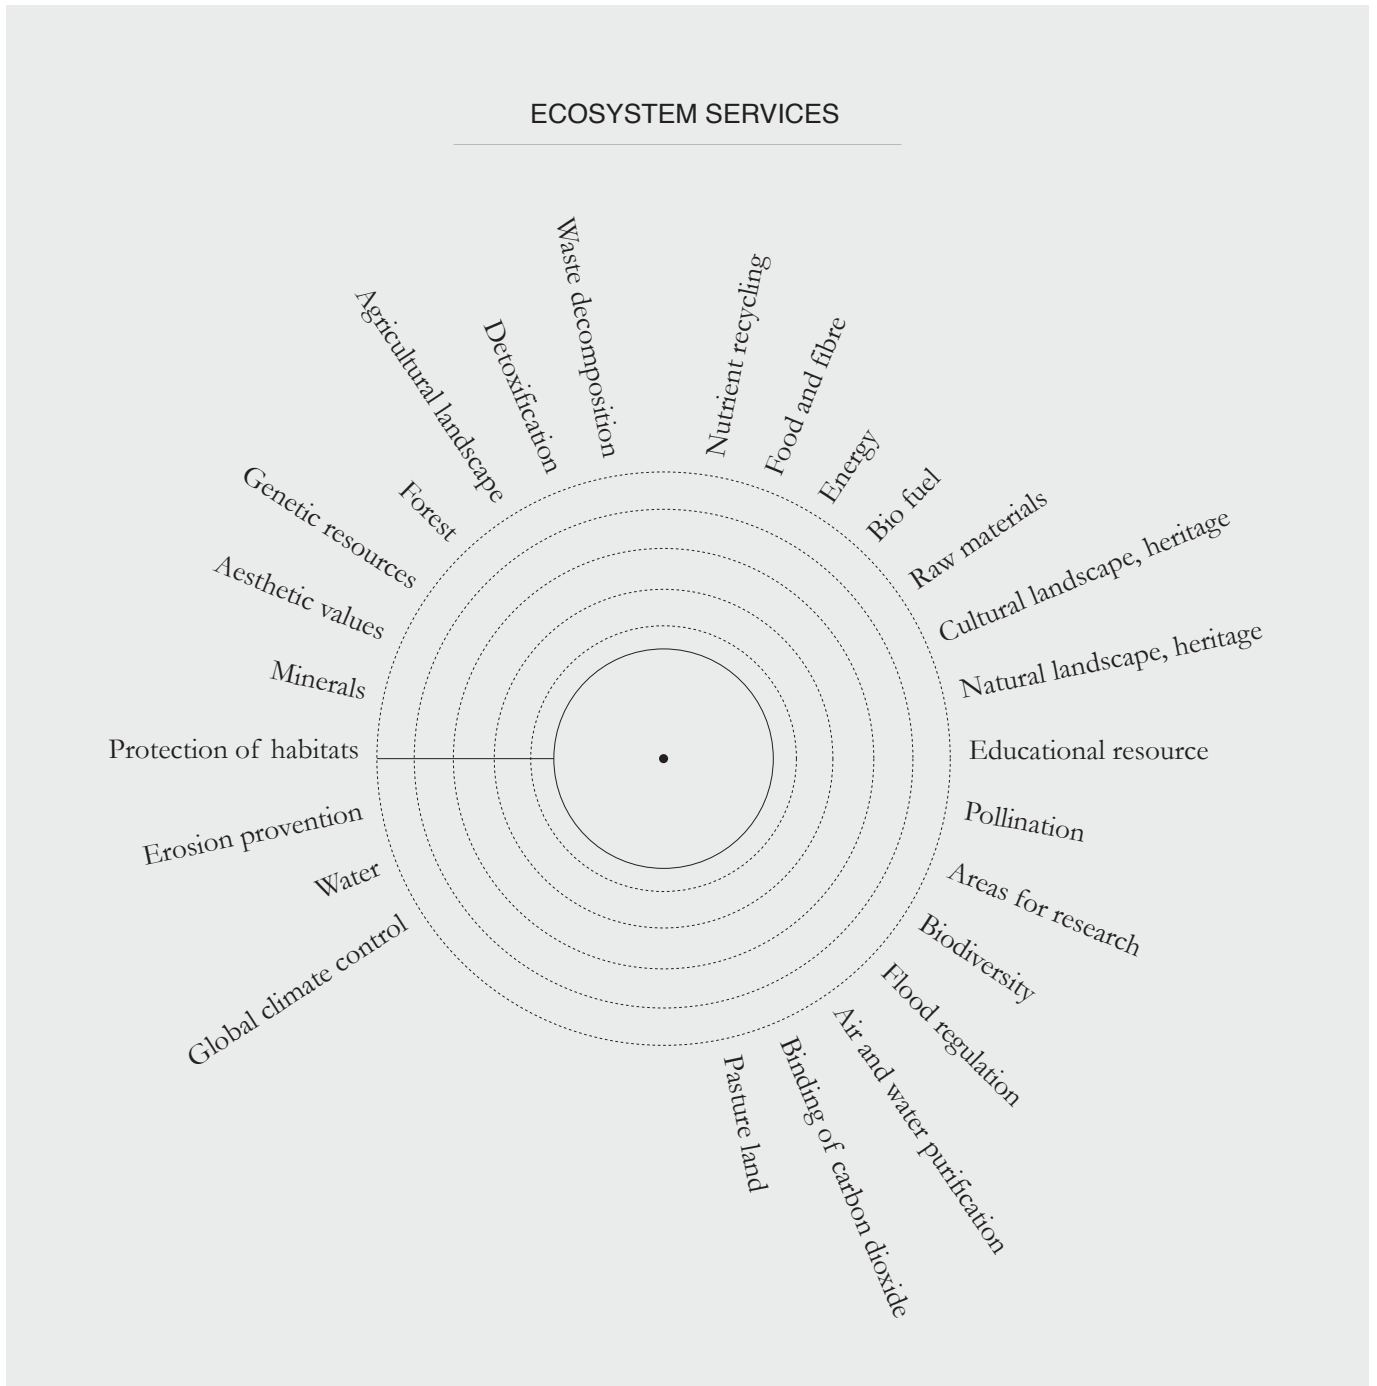 ECOSYSTEM SERVICES
Waste decomposition
Nutrient recycling
Food and fibre
Energy
Bio fuel
Raw materials
Cultural landscape, heritage
Natural landscape, heritage
Educational resource
Pollination
Areas for research
Biodiversity
Flood regulation
Air and water purification
Binding of carbon dioxide
Pasture land
Global climate control
Water
Erosion provention
Protection of habitats
Minerals
Aesthetic values
Genetic resources
Forest
Agricultural landscape
Detoxification